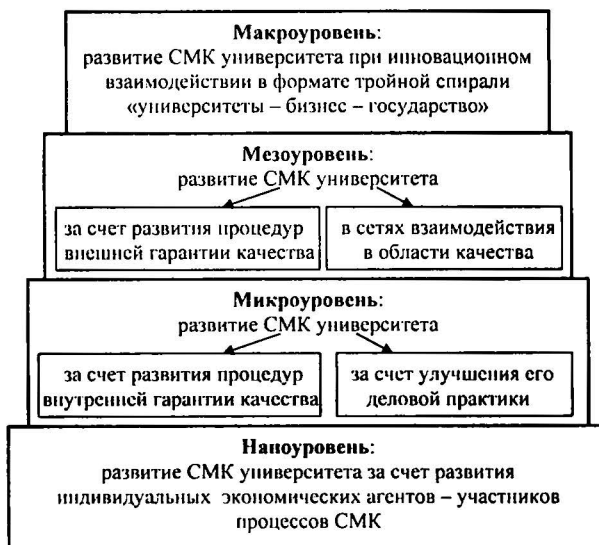 Макроуровень:
развитие СМК университета при инновационном
взаимодействии в формате тройной спирали
«университеты – бизнес – государство»
Мезоуровень:
развитие СМК университета
за счет развития процедур
внешней гарантии качества
в сетях взаимодействия
в области качества
Микроуровень:
развитие СМК университета
за счет развития процедур
внутренней гарантии качества
за счет улучшения его
деловой практики
Наноуровень:
развитие СМК университета за счет развития
индивидуальных экономических агентов – участников
процессов СМК